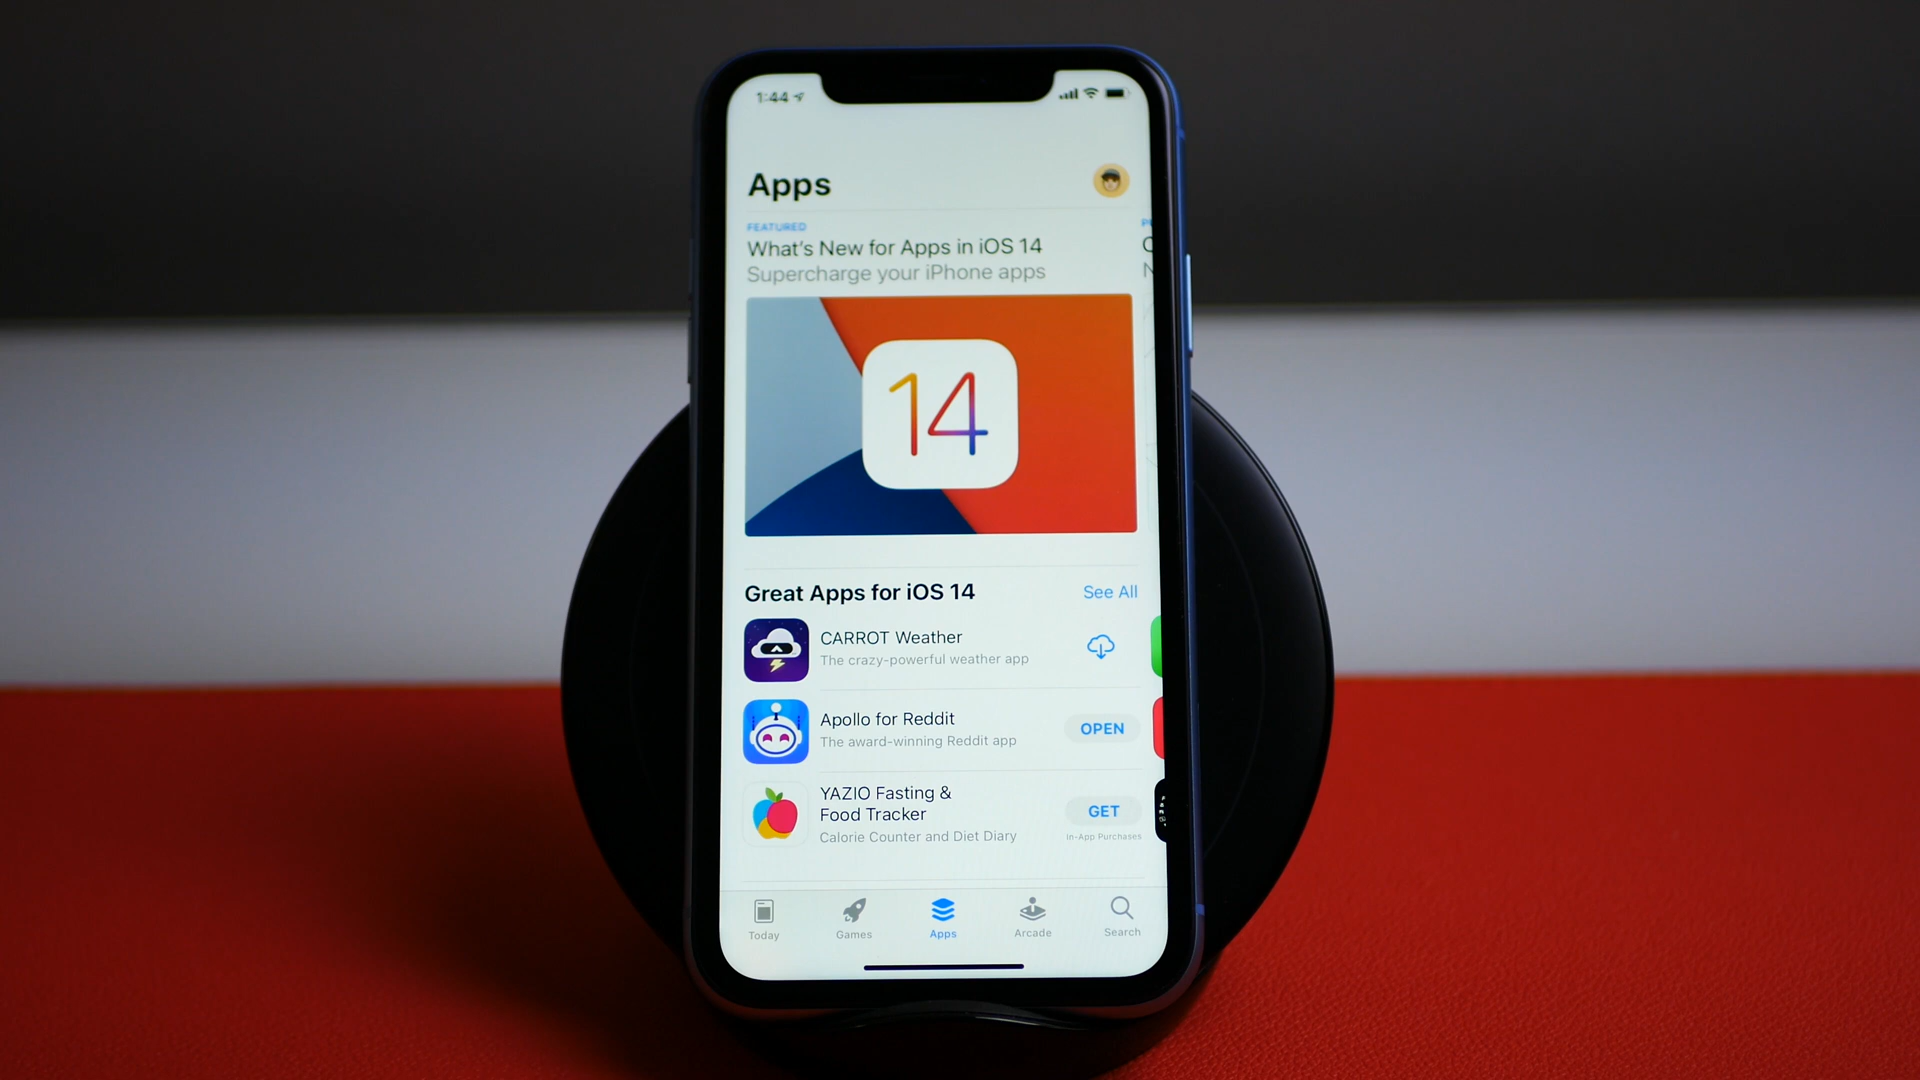 1:44
Apps
FEATURED
What's New for Apps in iOS 14
Supercharge your iPhone apps
14
Great Apps for iOS 14
See All
CARROT Weather
The crazy-powerful weather app
Apollo for Reddit
The award-winning Reddit app
OPEN
YAZIO Fasting &
Food Tracker
Calorie Counter and Diet Diary
GET
In-App Purchases
Today
Games
Apps
Arcade
Search